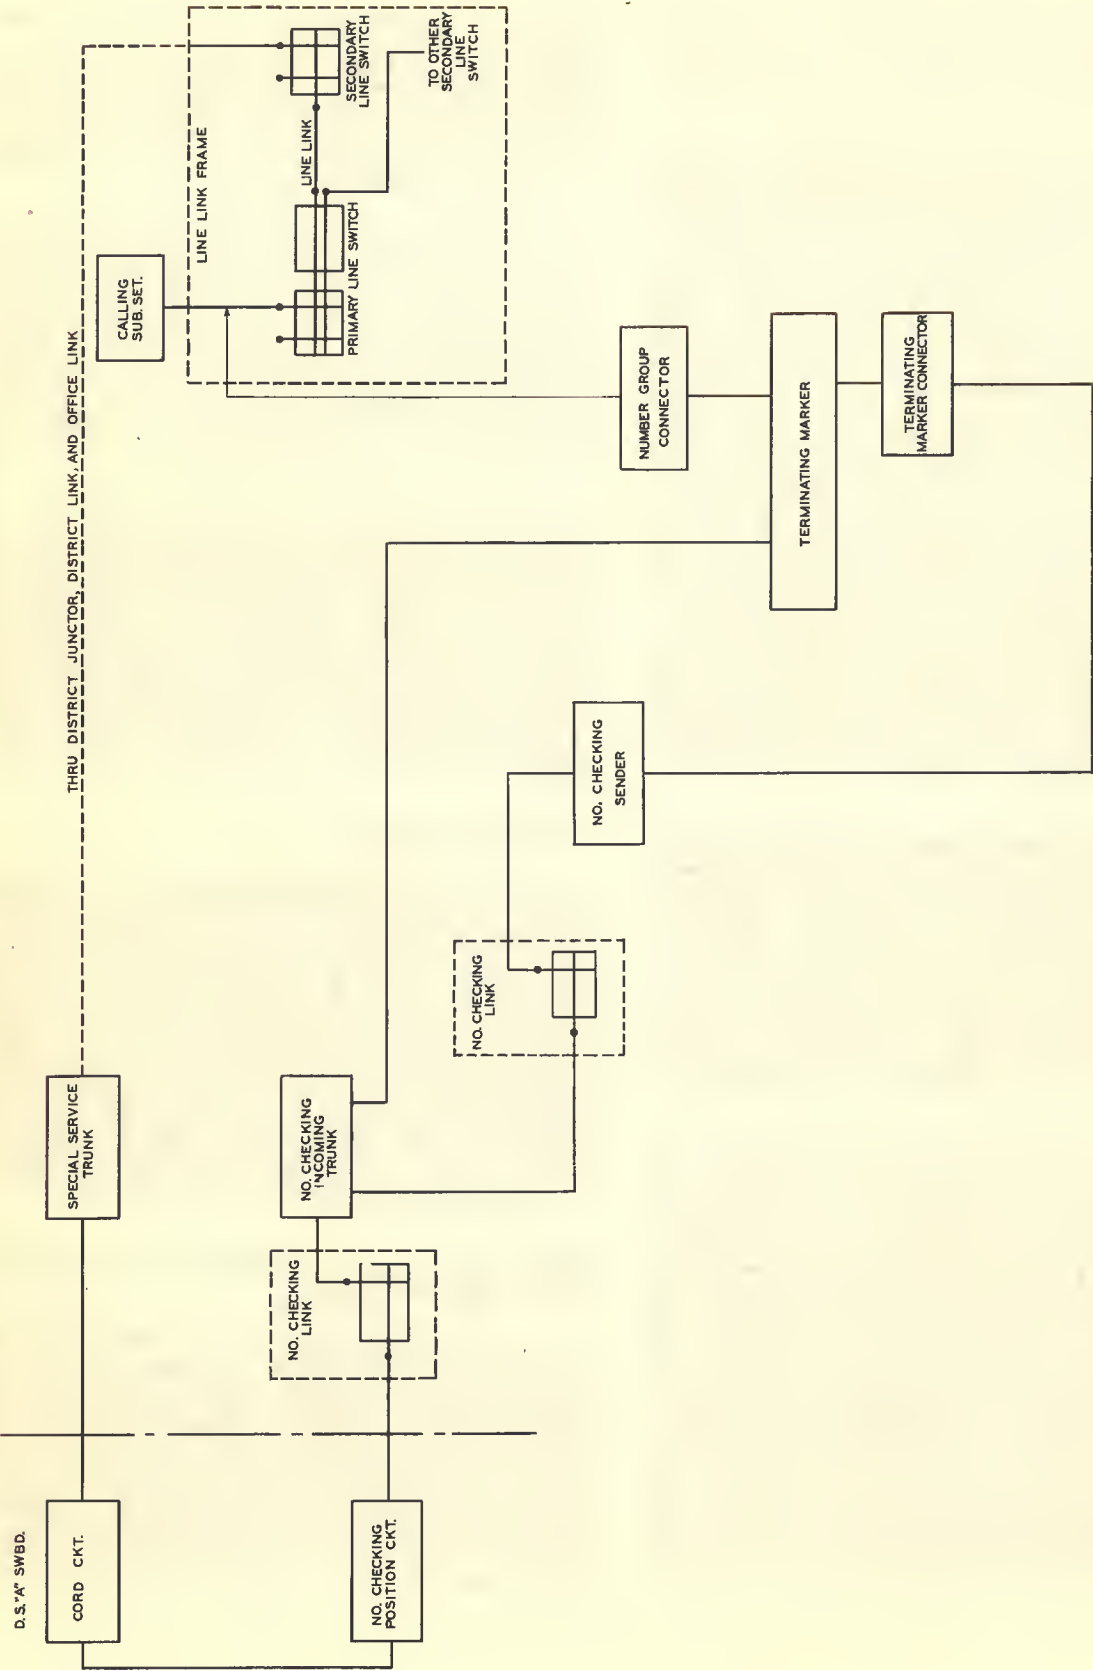 D.S. "A" SWBD.
CORD CKT.
NO. CHECKING
POSITION CKT.
SPECIAL SERVICE
TRUNK
NO. CHECKING
LINK
NO. CHECKING
INCOMING
TRUNK
NO. CHECKING
LINK
NO. CHECKING
SENDER
THRU DISTRICT JUNCTOR, DISTRICT LINK, AND OFFICE LINK
CALLING
SUB. SET.
LINE LINK FRAME
PRIMARY LINE SWITCH
LINE LINK
SECONDARY
LINE SWITCH
TO OTHER
SECONDARY
LINE
SWITCH
NUMBER GROUP
CONNECTOR
TERMINATING MARKER
TERMINATING
MARKER CONNECTOR